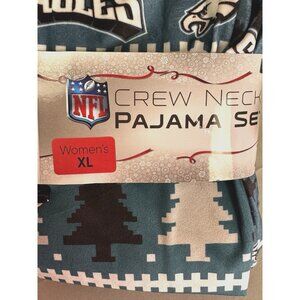 NFL
CREW NECK
PAJAMA SE
Women's
XL